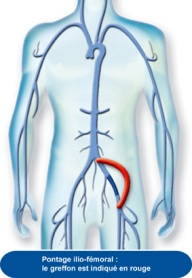 Pontage ilio-fémoral :
le greffon est indiqué en rouge